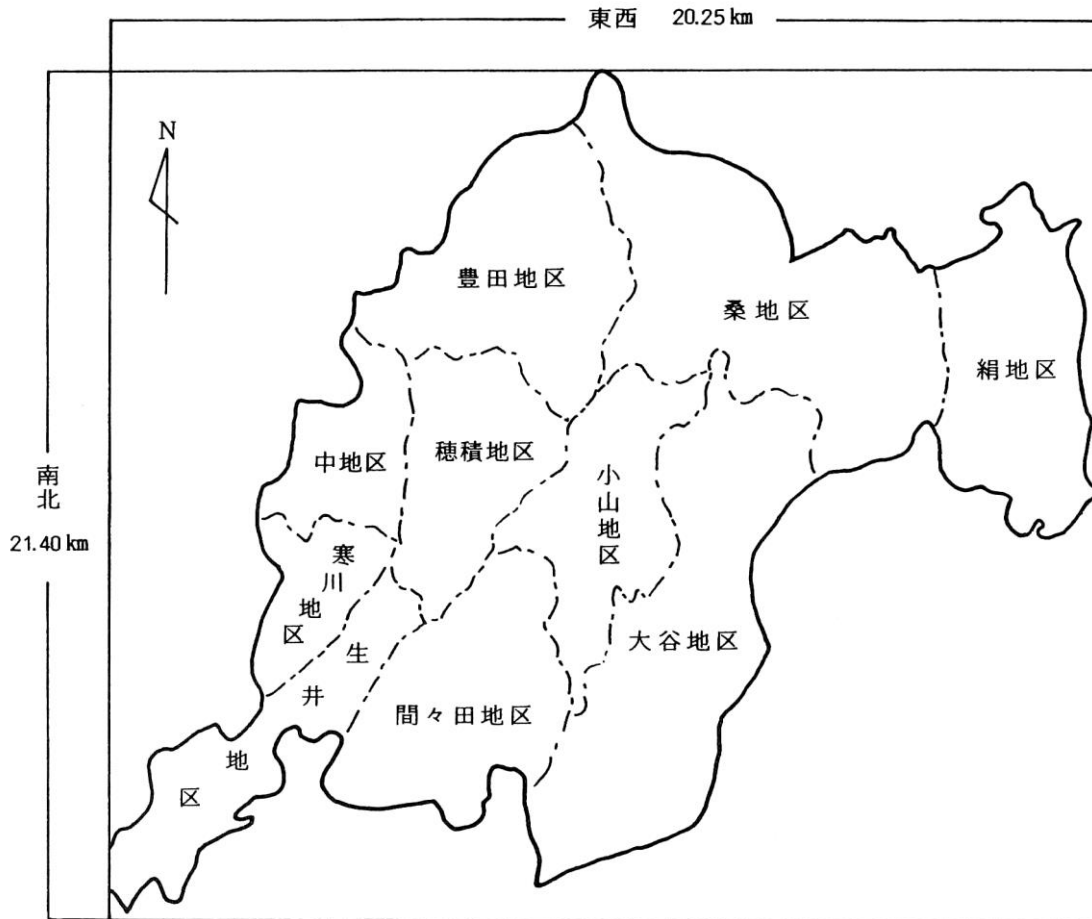 東西 20.25 km
N
豊田地区
桑地区
絹地区
穂積地区
中地区
小山地区
南北
21.40 km
寒川地区
大谷地区
生井地区
間々田地区